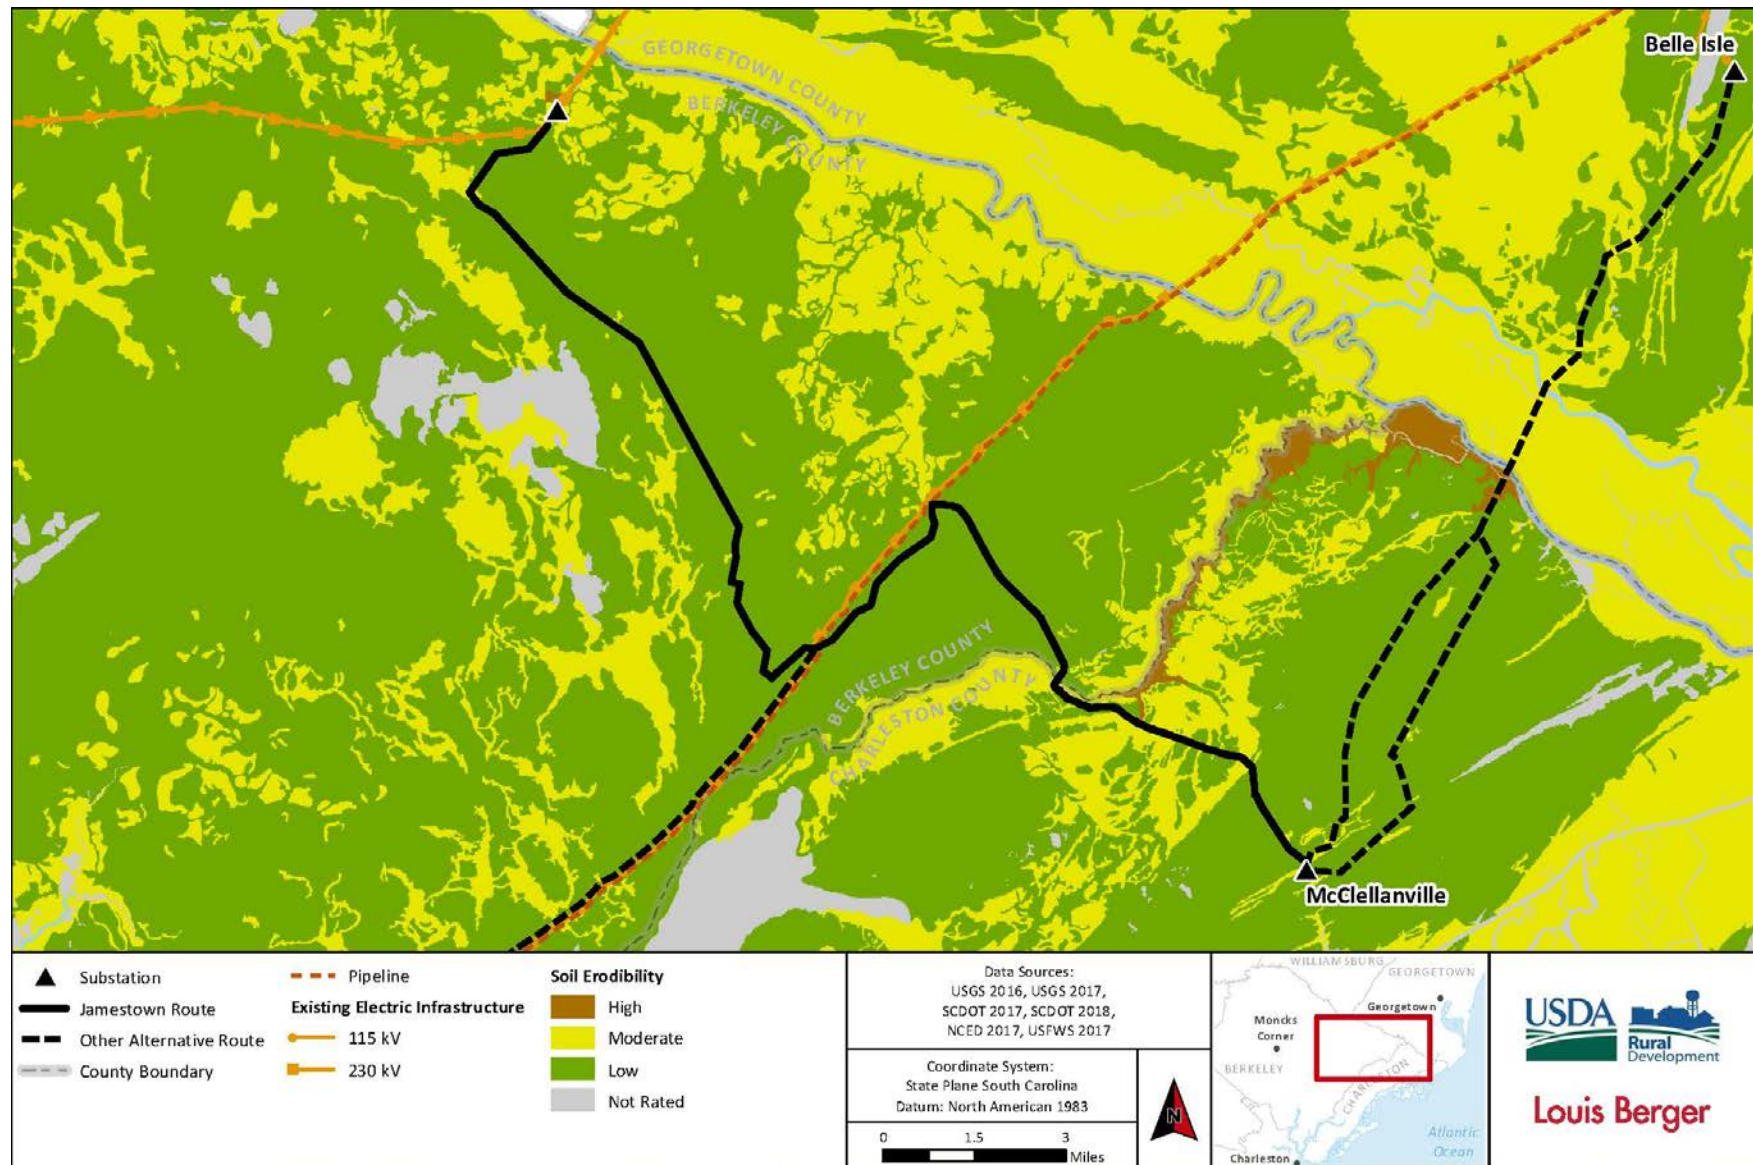 Belle Isle
GEORGETOWN COUNTY
BERKELEY COUNTY
BERKELEY COUNTY
CHARLESTON COUNTY
McClellanville
Substation
Jamestown Route
Other Alternative Route
County Boundary
Pipeline
Existing Electric Infrastructure
115 kV
230 kV
Soil Erodibility
High
Moderate
Low
Not Rated
Data Sources:
USGS 2016, USGS 2017,
SCDOT 2017, SCDOT 2018,
NCED 2017, USFWS 2017
Coordinate System:
State Plane South Carolina
Datum: North American 1983
0 1.5 3
Miles
N
WILLIAMSBURG
GEORGETOWN
Georgetown
Moncks
Corner
BERKELEY
CHARLESTON
Atlantic
Ocean
Charleston
USDA
Rural
Development
Louis Berger